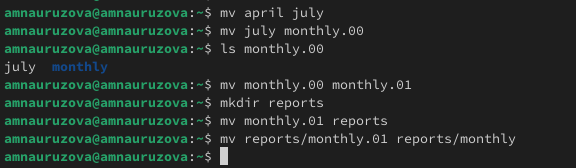 amnauruzova@amnauruzova:~$ mv april july
amnauruzova@amnauruzova:~$ mv july monthly.00
amnauruzova@amnauruzova:~$ ls monthly.00
july  monthly
amnauruzova@amnauruzova:~$ mv monthly.00 monthly.01
amnauruzova@amnauruzova:~$ mkdir reports
amnauruzova@amnauruzova:~$ mv monthly.01 reports
amnauruzova@amnauruzova:~$ mv reports/monthly.01 reports/monthly
amnauruzova@amnauruzova:~$